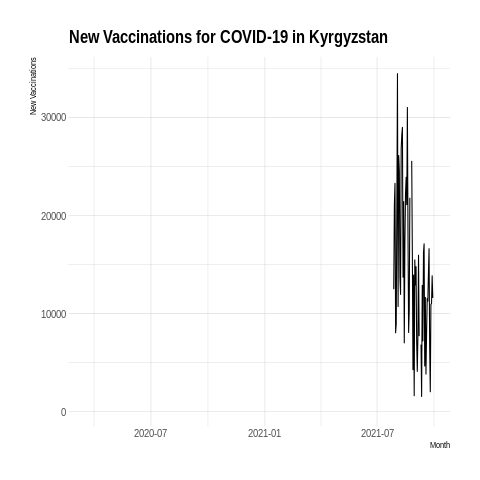 New Vaccinations for COVID-19 in Kyrgyzstan
New Vaccinations
30000
20000
10000
0
2020-07 2021-01 2021-07
Month